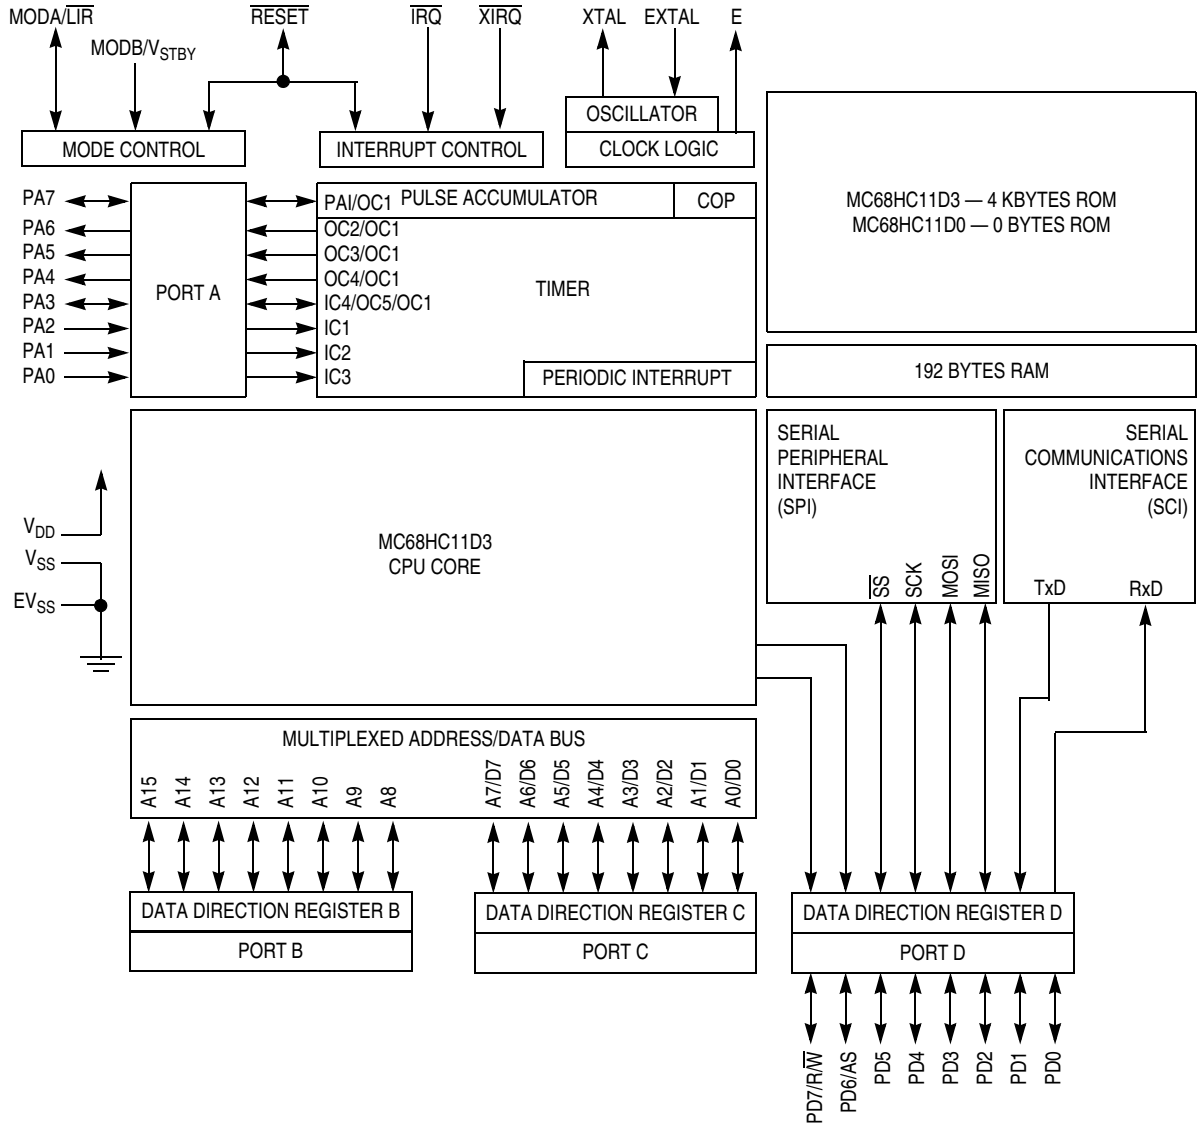 MODA/LIR
RESET
IRQ
XIRQ
XTAL
EXTAL
E
MODB/VSTBY
OSCILLATOR
MODE CONTROL
INTERRUPT CONTROL
CLOCK LOGIC
MC68HC11D3 — 4 KBYTES ROM
MC68HC11D0 — 0 BYTES ROM
PA7
PA6
PA5
PA4
PA3
PA2
PA1
PA0
PORT A
PAI/OC1
PULSE ACCUMULATOR
COP
OC2/OC1
OC3/OC1
OC4/OC1
IC4/OC5/OC1
IC1
IC2
IC3
TIMER
PERIODIC INTERRUPT
192 BYTES RAM
VDD
VSS
EVSS
MC68HC11D3
CPU CORE
SERIAL
PERIPHERAL
INTERFACE
(SPI)
SS
SCK
MOSI
MISO
SERIAL
COMMUNICATIONS
INTERFACE
(SCI)
TxD
RxD
MULTIPLEXED ADDRESS/DATA BUS
A15
A14
A13
A12
A11
A10
A9
A8
A7/D7
A6/D6
A5/D5
A4/D4
A3/D3
A2/D2
A1/D1
A0/D0
DATA DIRECTION REGISTER B
PORT B
DATA DIRECTION REGISTER C
PORT C
DATA DIRECTION REGISTER D
PORT D
PD7/R/W
PD6/AS
PD5
PD4
PD3
PD2
PD1
PD0